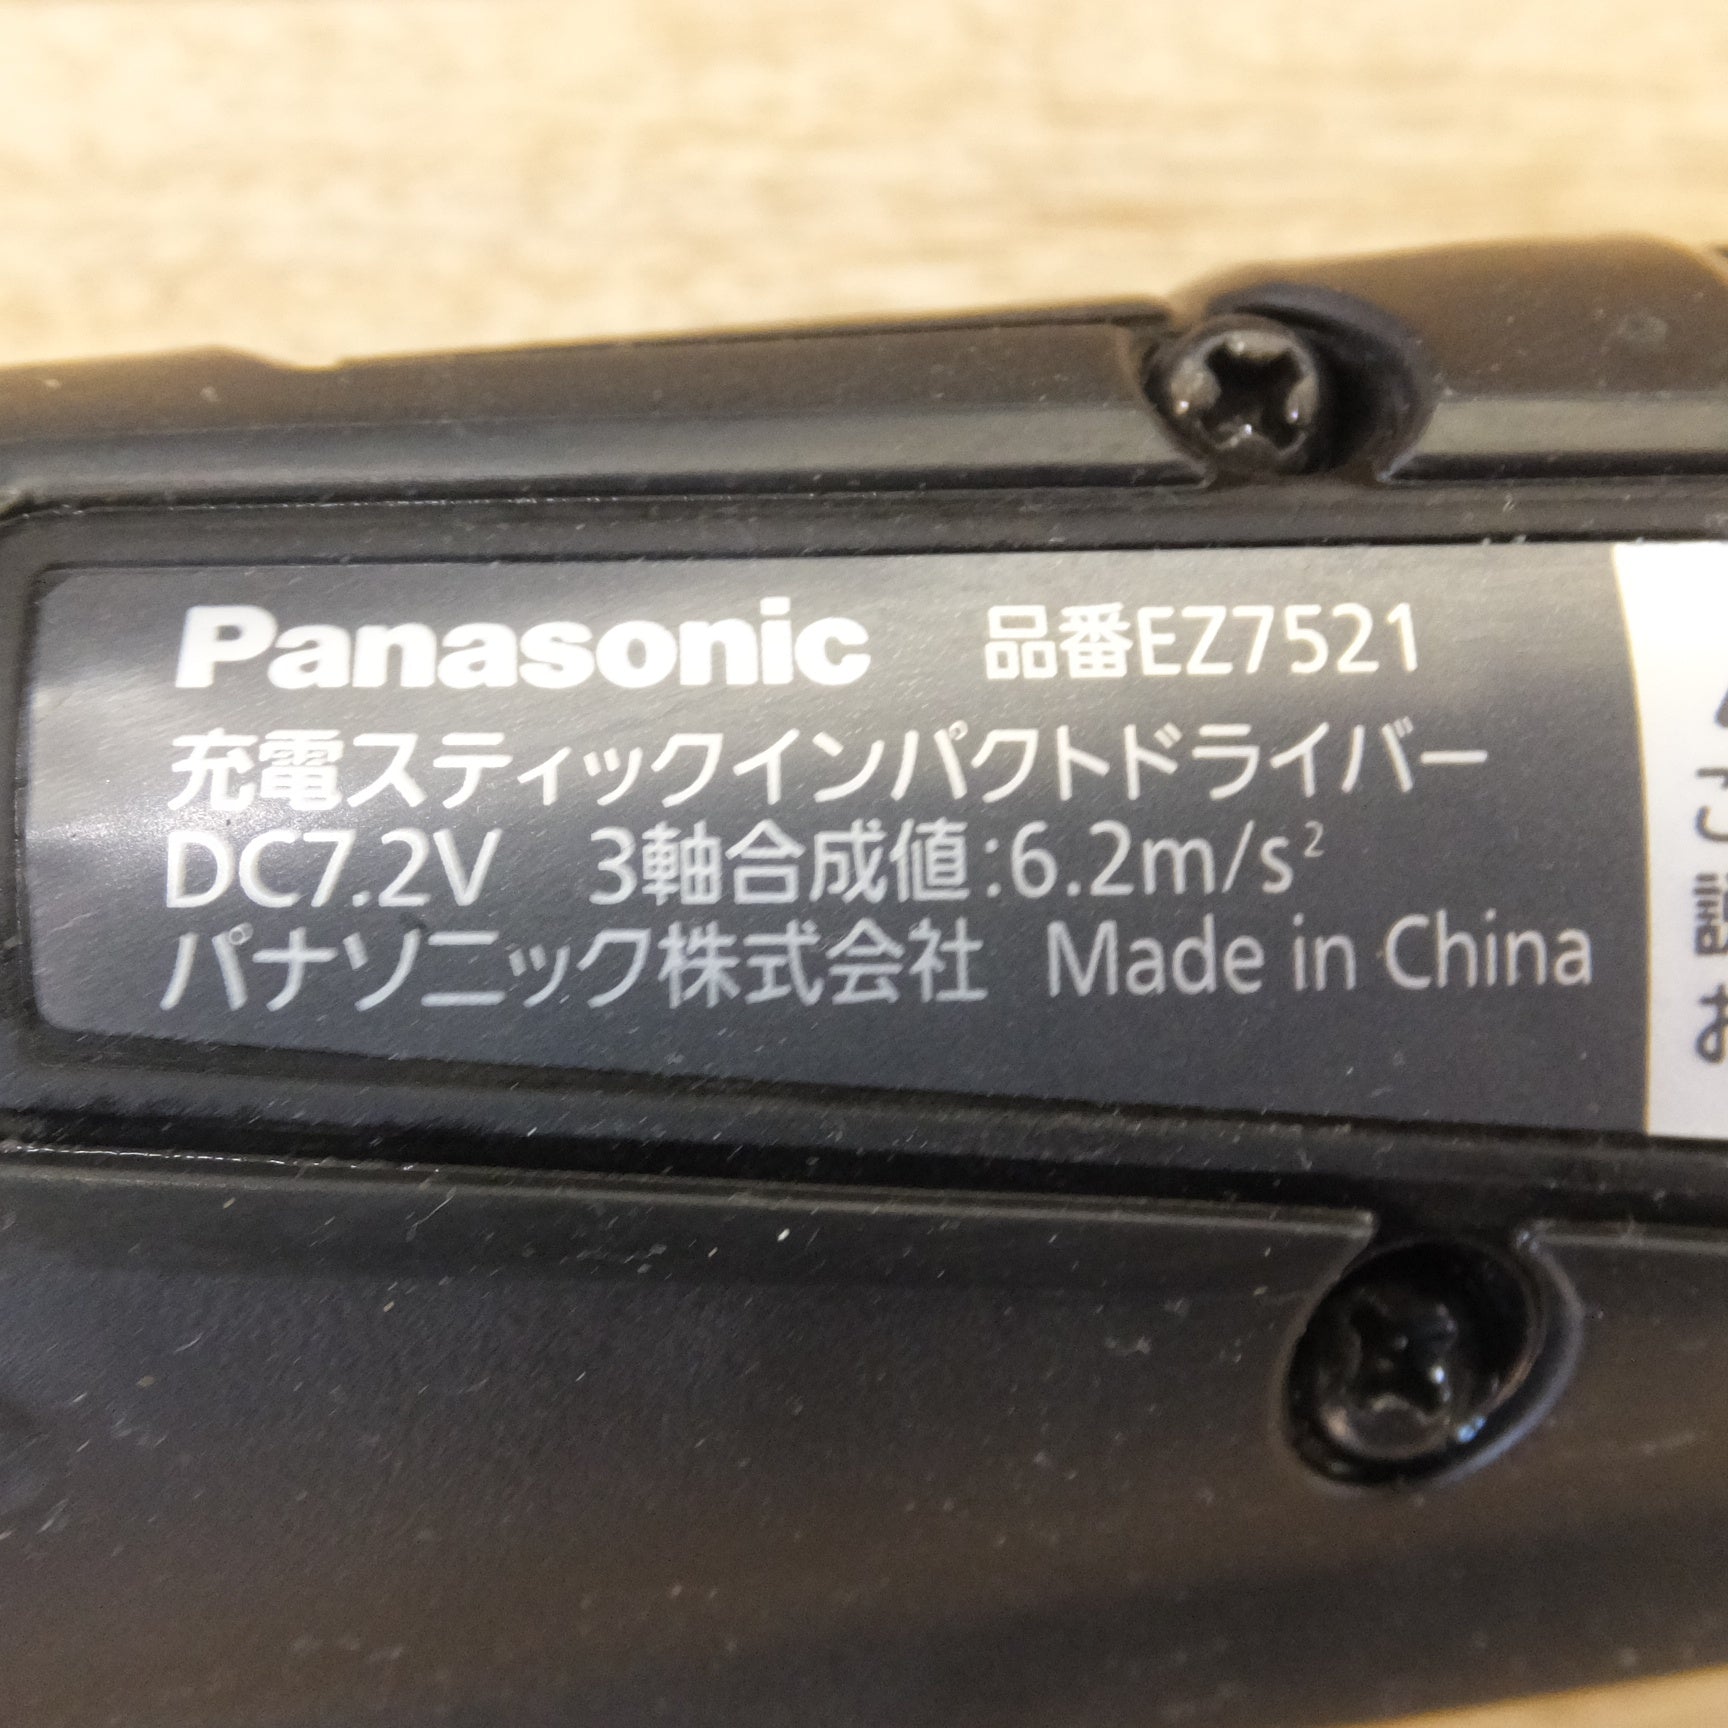 Panasonic 品番EZ7521
充電スティックインパクトドライバー
DC7.2V 3軸合成値:6.2m/s²
パナソニック株式会社 Made in China